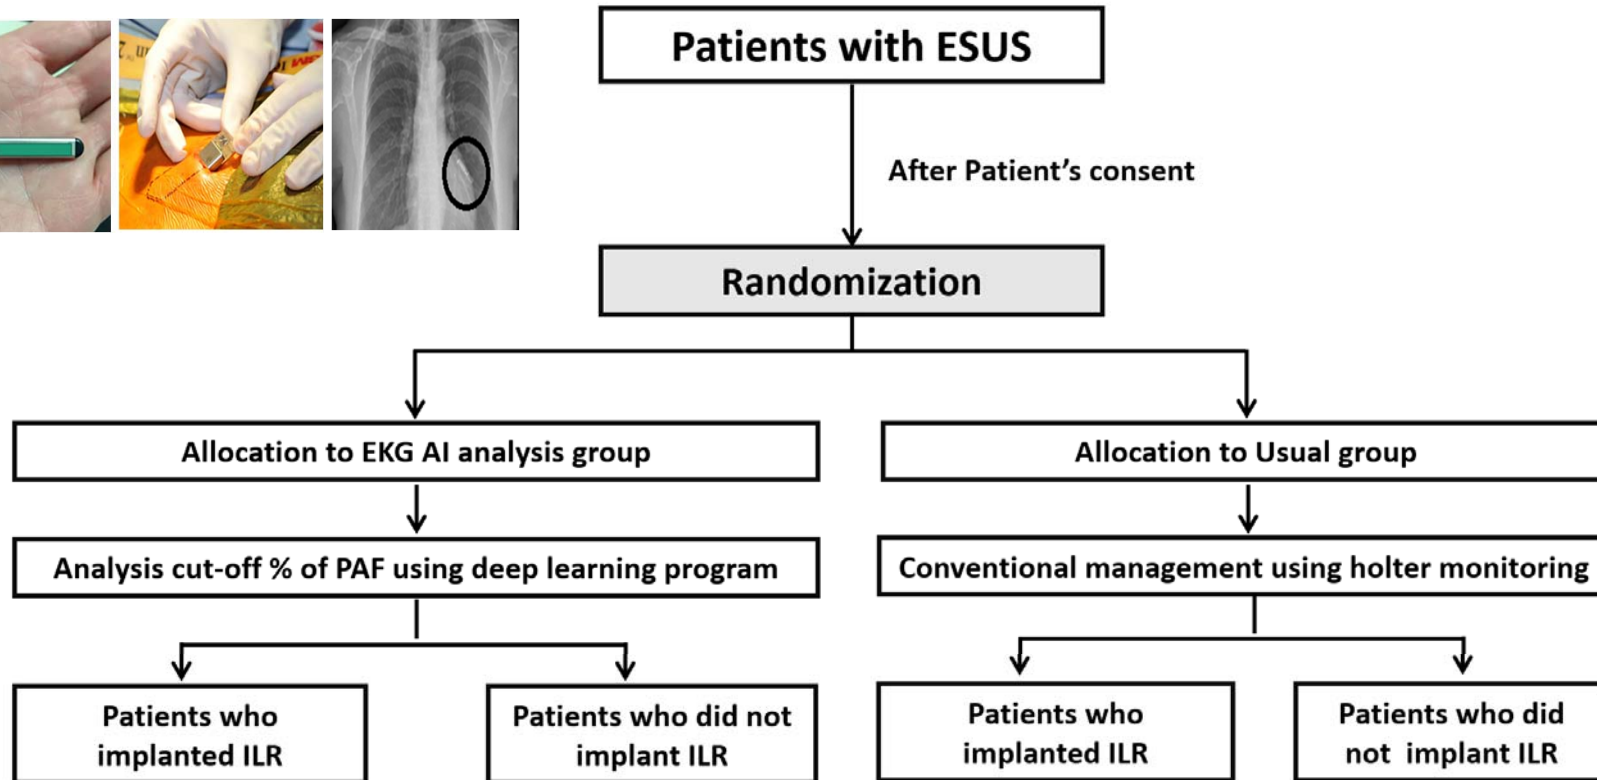 Patients with ESUS
After Patient's consent
Randomization
Allocation to EKG AI analysis group
Allocation to Usual group
Analysis cut-off % of PAF using deep learning program
Conventional management using holter monitoring
Patients who
implanted ILR
Patients who did not
implant ILR
Patients who
implanted ILR
Patients who did
not implant ILR